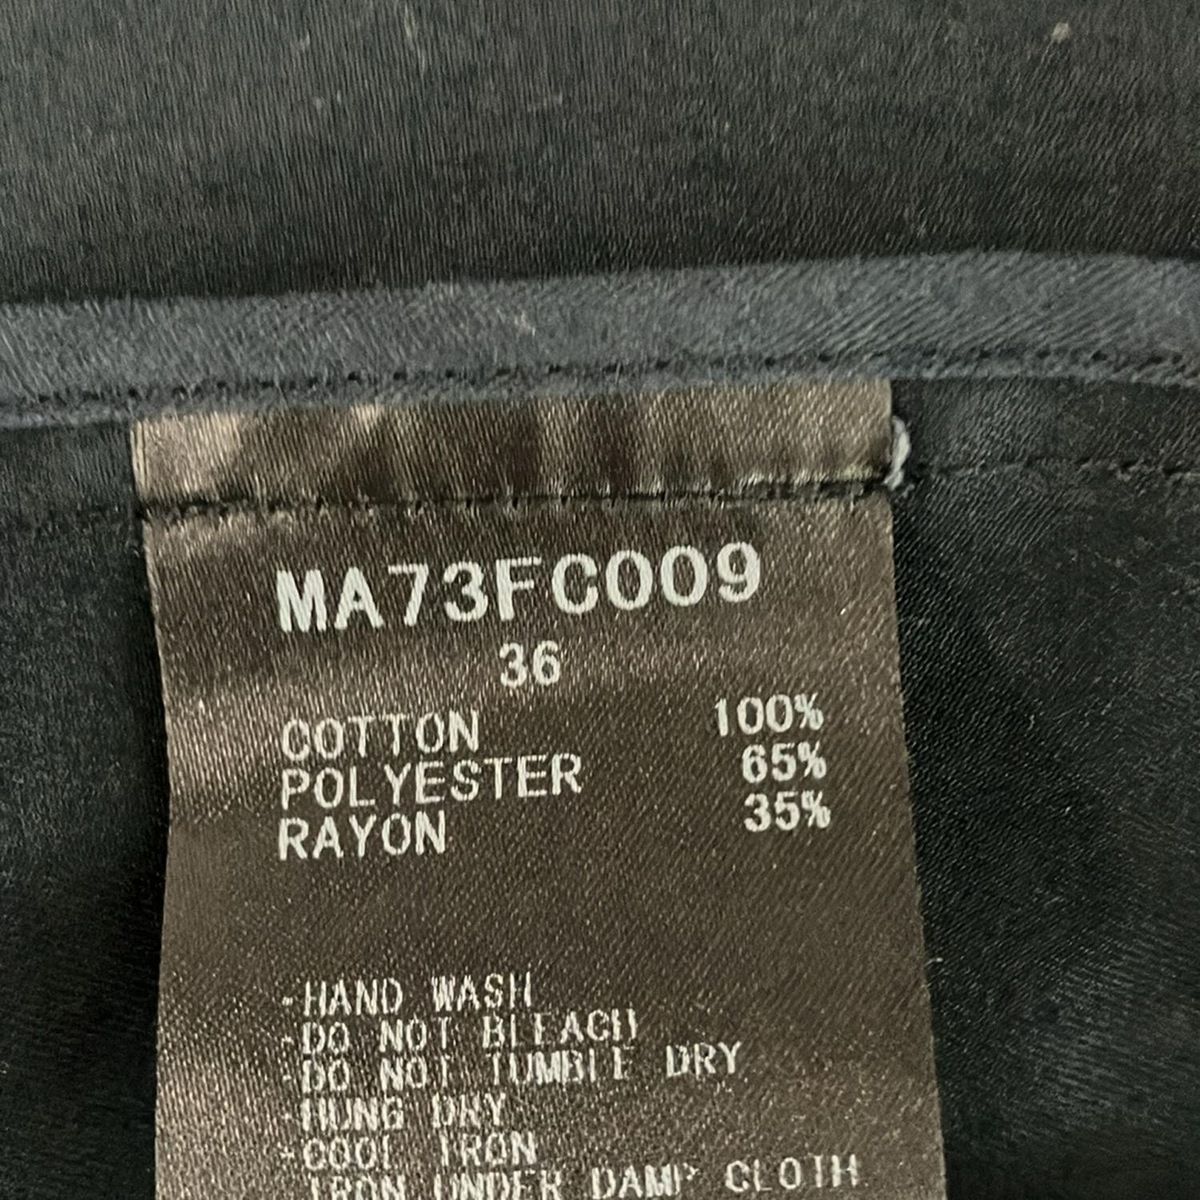 MA73FC009
36
COTTON 100%
POLYESTER 65%
RAYON 35%
-HAND WASH
-DO NOT BLEACH
-DO NOT TUMBLE DRY
-HUNG DRY
-COOL IRON
IRON UNDER DAMP CLOTH